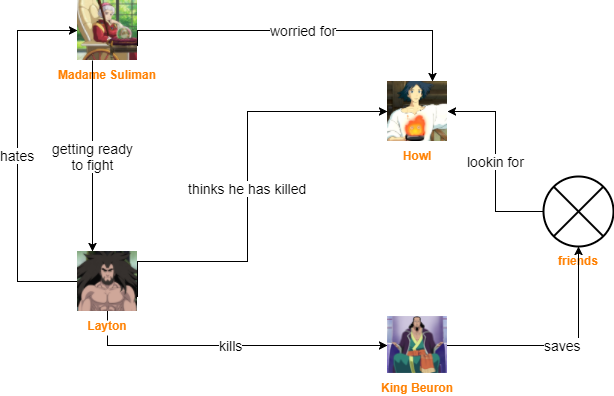 worried for
Madame Suliman
hates
getting ready
to fight
Howl
lookin for
thinks he has killed
friends
Layton
kills
saves
King Beuron